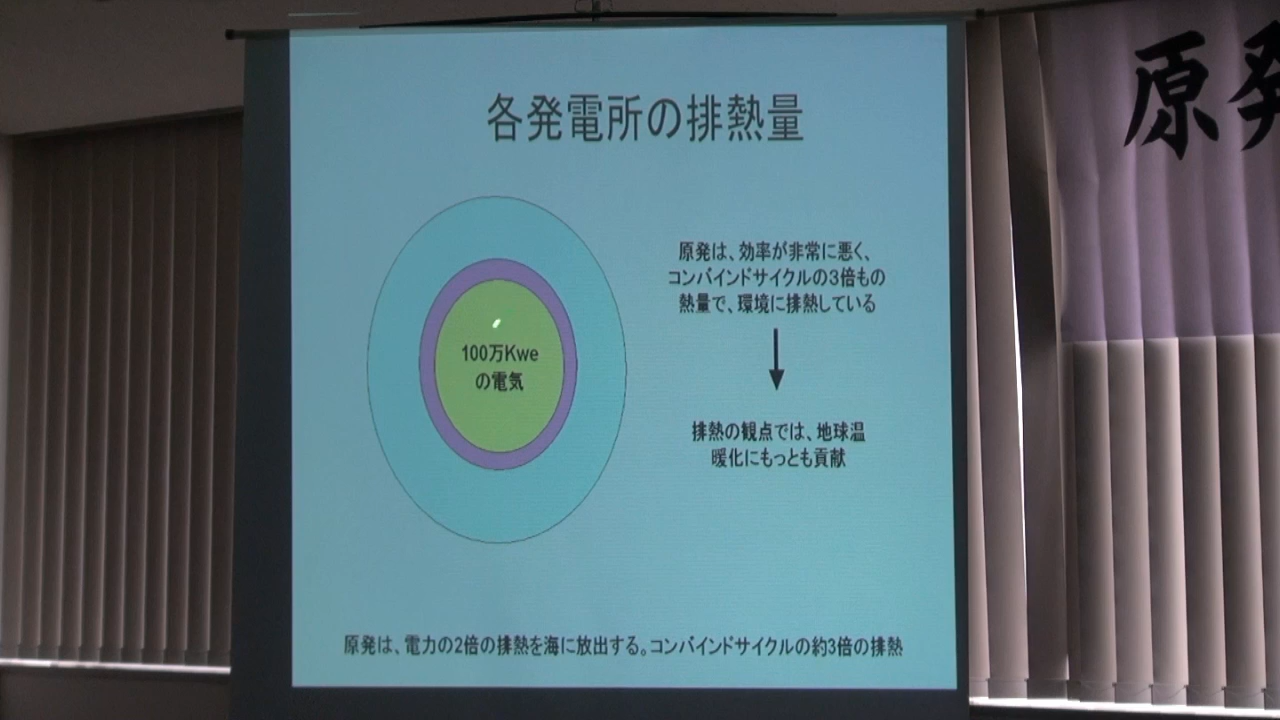 各発電所の排熱量
原発は、効率が非常に悪く、
コンバインドサイクルの3倍もの
熱量で、環境に排熱している
100万Kwe
の電気
排熱の観点では、地球温
暖化にもっとも貢献
原発は、電力の2倍の排熱を海に放出する。コンバインドサイクルの約3倍の排熱
原発